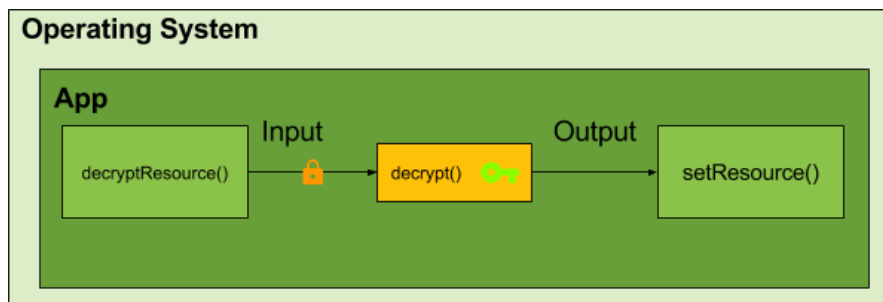 Operating System
App
Input
Output
decryptResource()
decrypt()
setResource()